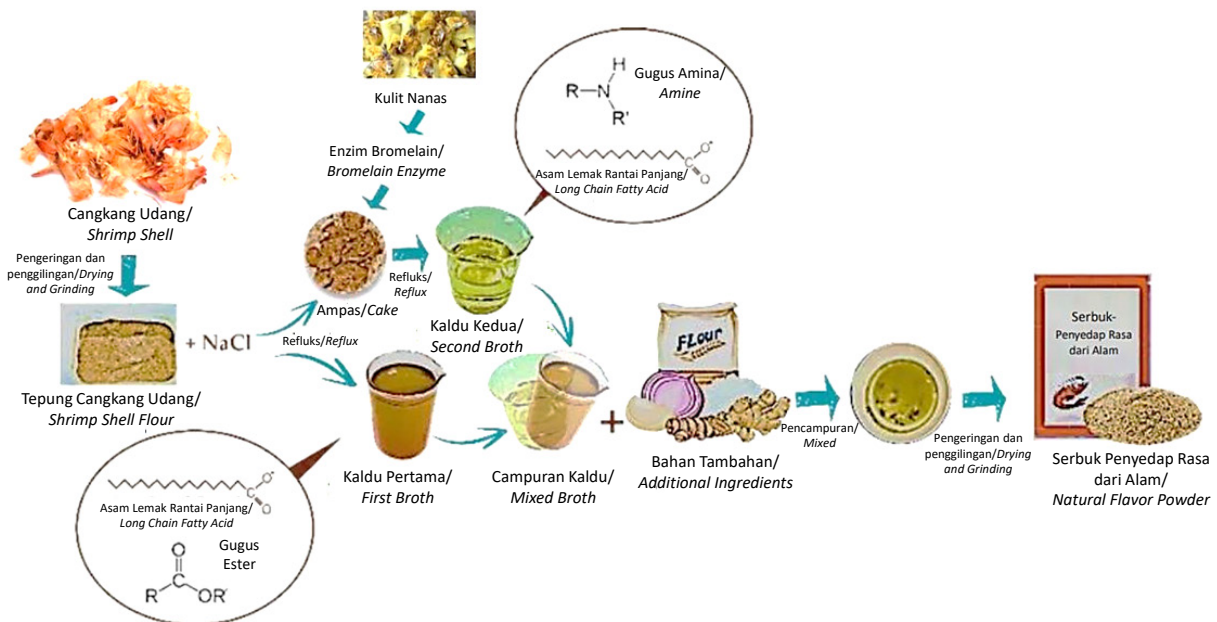 Kulit Nanas
Enzim Bromelain/
Bromelain Enzyme
Cangkang Udang/
Shrimp Shell
Pengeringan dan
penggilingan/Drying
and Grinding
+ NaCl
Tepung Cangkang Udang/
Shrimp Shell Flour
Ampas/Cake
Refluks/
Reflux
Refluks/Reflux
H
R
N
R'
Gugus Amina/
Amine
C
O
O
Asam Lemak Rantai Panjang/
Long Chain Fatty Acid
Kaldu Kedua/
Second Broth
Kaldu Pertama/
First Broth
C
O
O
Asam Lemak Rantai Panjang/
Long Chain Fatty Acid
Gugus
Ester
O
R
C
OR'
Campuran Kaldu/
Mixed Broth
+
FLOUR
Bahan Tambahan/
Additional Ingredients
Pencampuran/
Mixed
Pengeringan dan
penggilingan/Drying
and Grinding
Serbuk-
Penyedap Rasa
dari Alam
Serbuk Penyedap Rasa
dari Alam/
Natural Flavor Powder